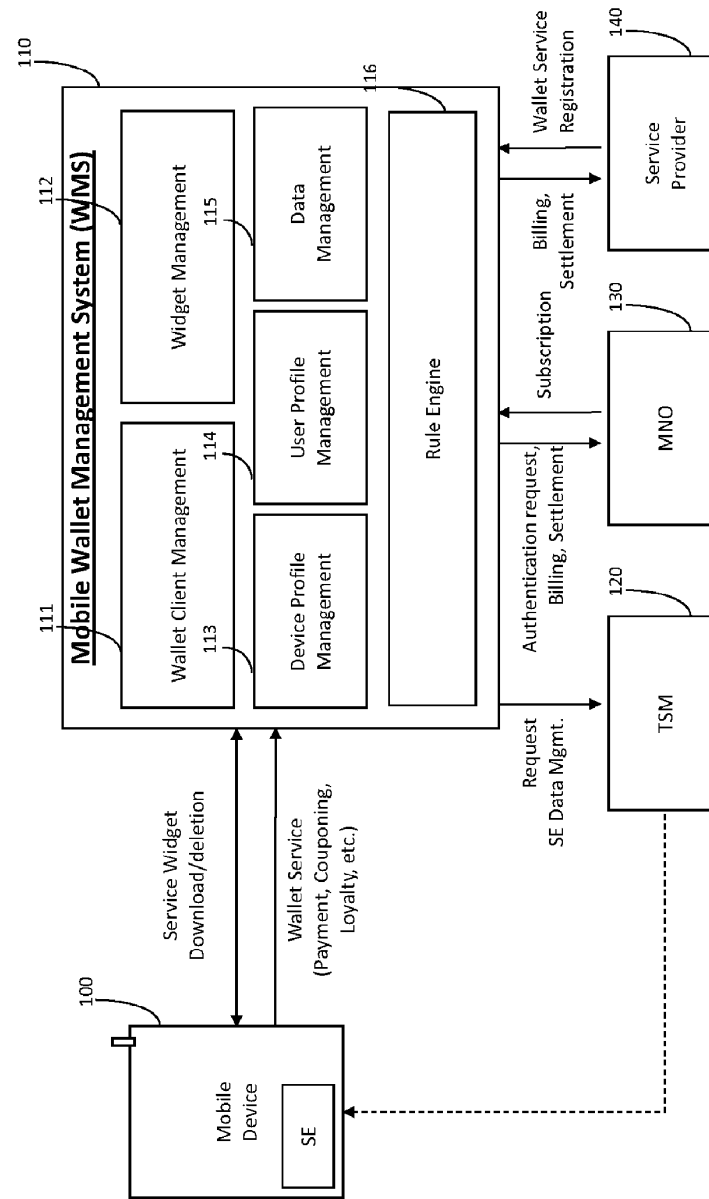 110
Mobile Wallet Management System (WMS)
111
Wallet Client Management
112
Widget Management
113
Device Profile
Management
114
User Profile
Management
115
Data
Management
116
Rule Engine
100
Mobile
Device
SE
Service Widget
Download/deletion
Wallet Service
(Payment, Couponing,
Loyalty, etc.)
Request
SE Data Mgmt.
Authentication request,
Billing, Settlement
Subscription
Billing,
Settlement
Wallet Service
Registration
120
TSM
130
MNO
140
Service
Provider